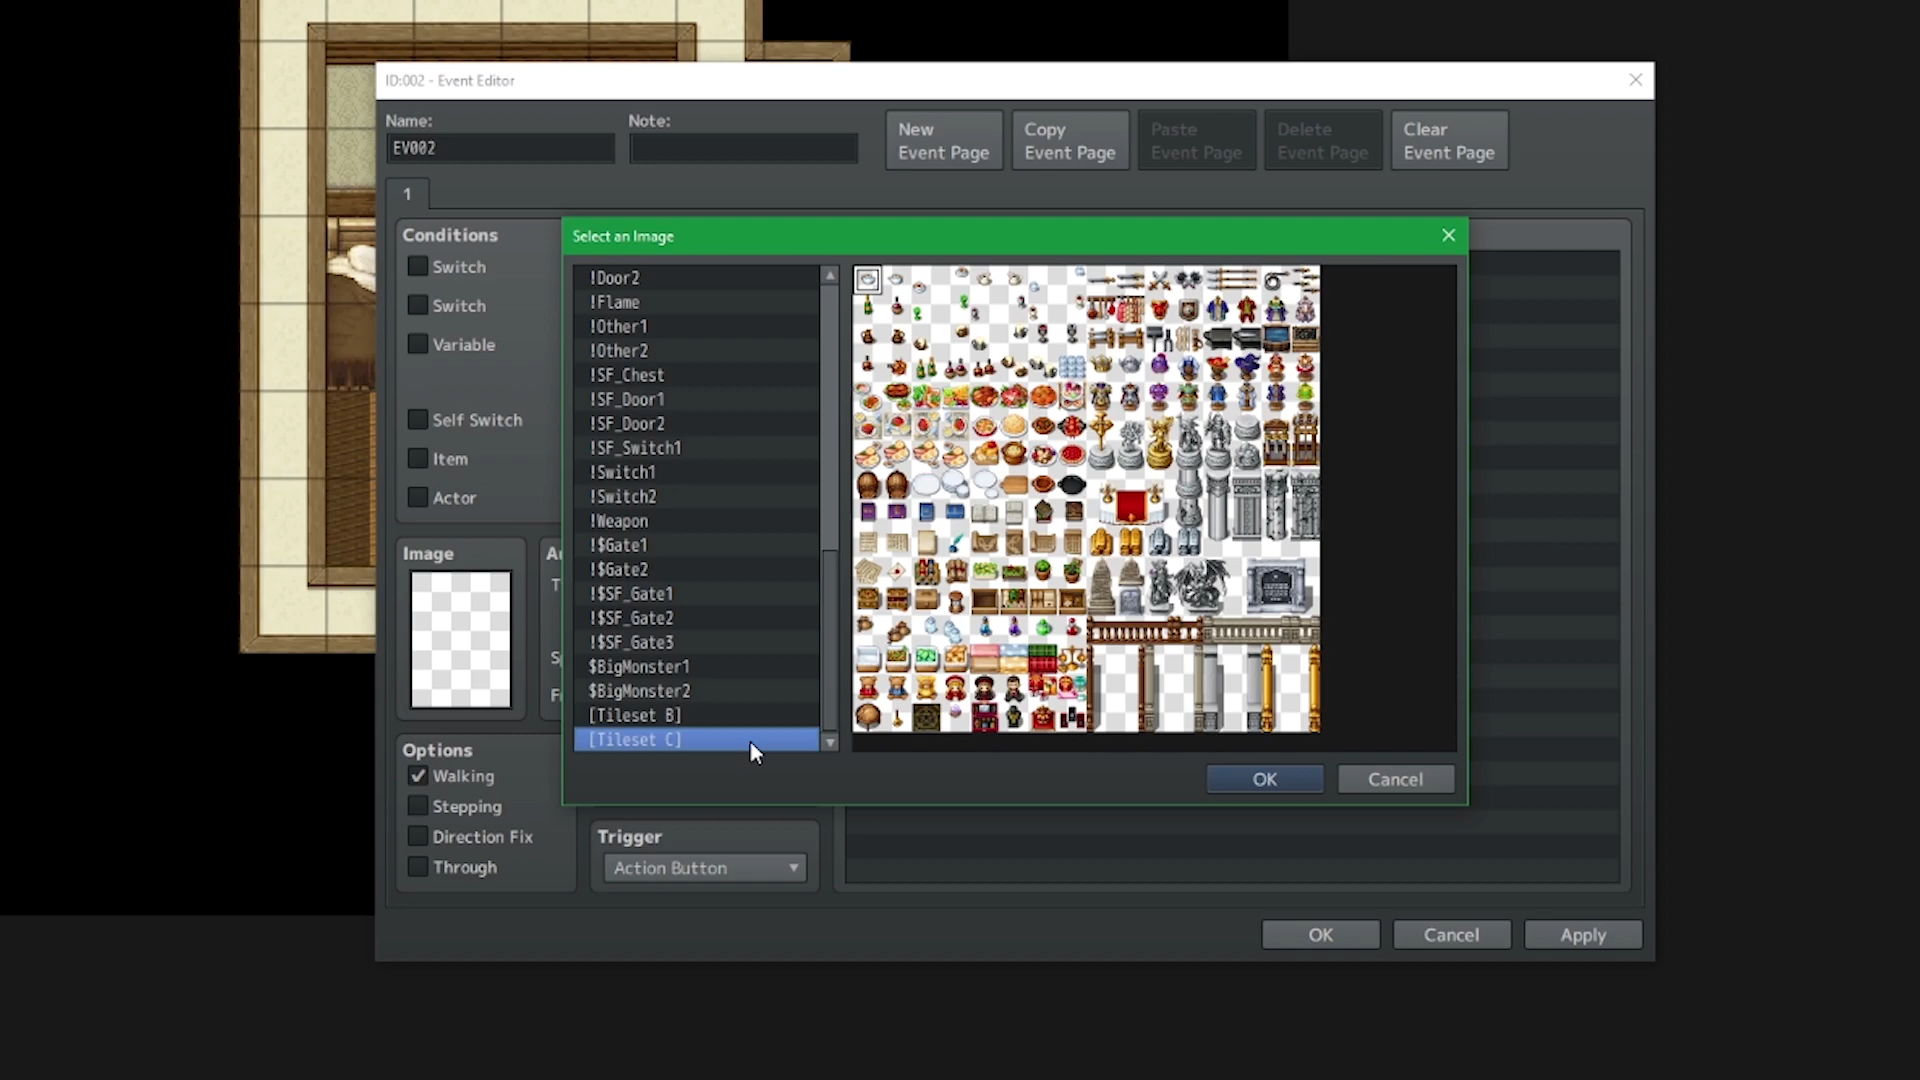 ID:002 - Event Editor
Name:
Note:
EV002
New
Event Page
Copy
Event Page
Paste
Event Page
Delete
Event Page
Clear
Event Page
1
Conditions
Switch
Switch
Variable
Self Switch
Item
Actor
Image
Au
T
Sp
Fr
Select an Image
!Door2
!Flame
!Other1
!Other2
!SF_Chest
!SF_Door1
!SF_Door2
!SF_Switch1
!Switch1
!Switch2
!Weapon
!$Gate1
!$Gate2
!$SF_Gate1
!$SF_Gate2
!$SF_Gate3
$BigMonster1
$BigMonster2
[Tileset B]
[Tileset C]
OK
Cancel
Options
Walking
Stepping
Direction Fix
Through
Trigger
Action Button
OK
Cancel
Apply